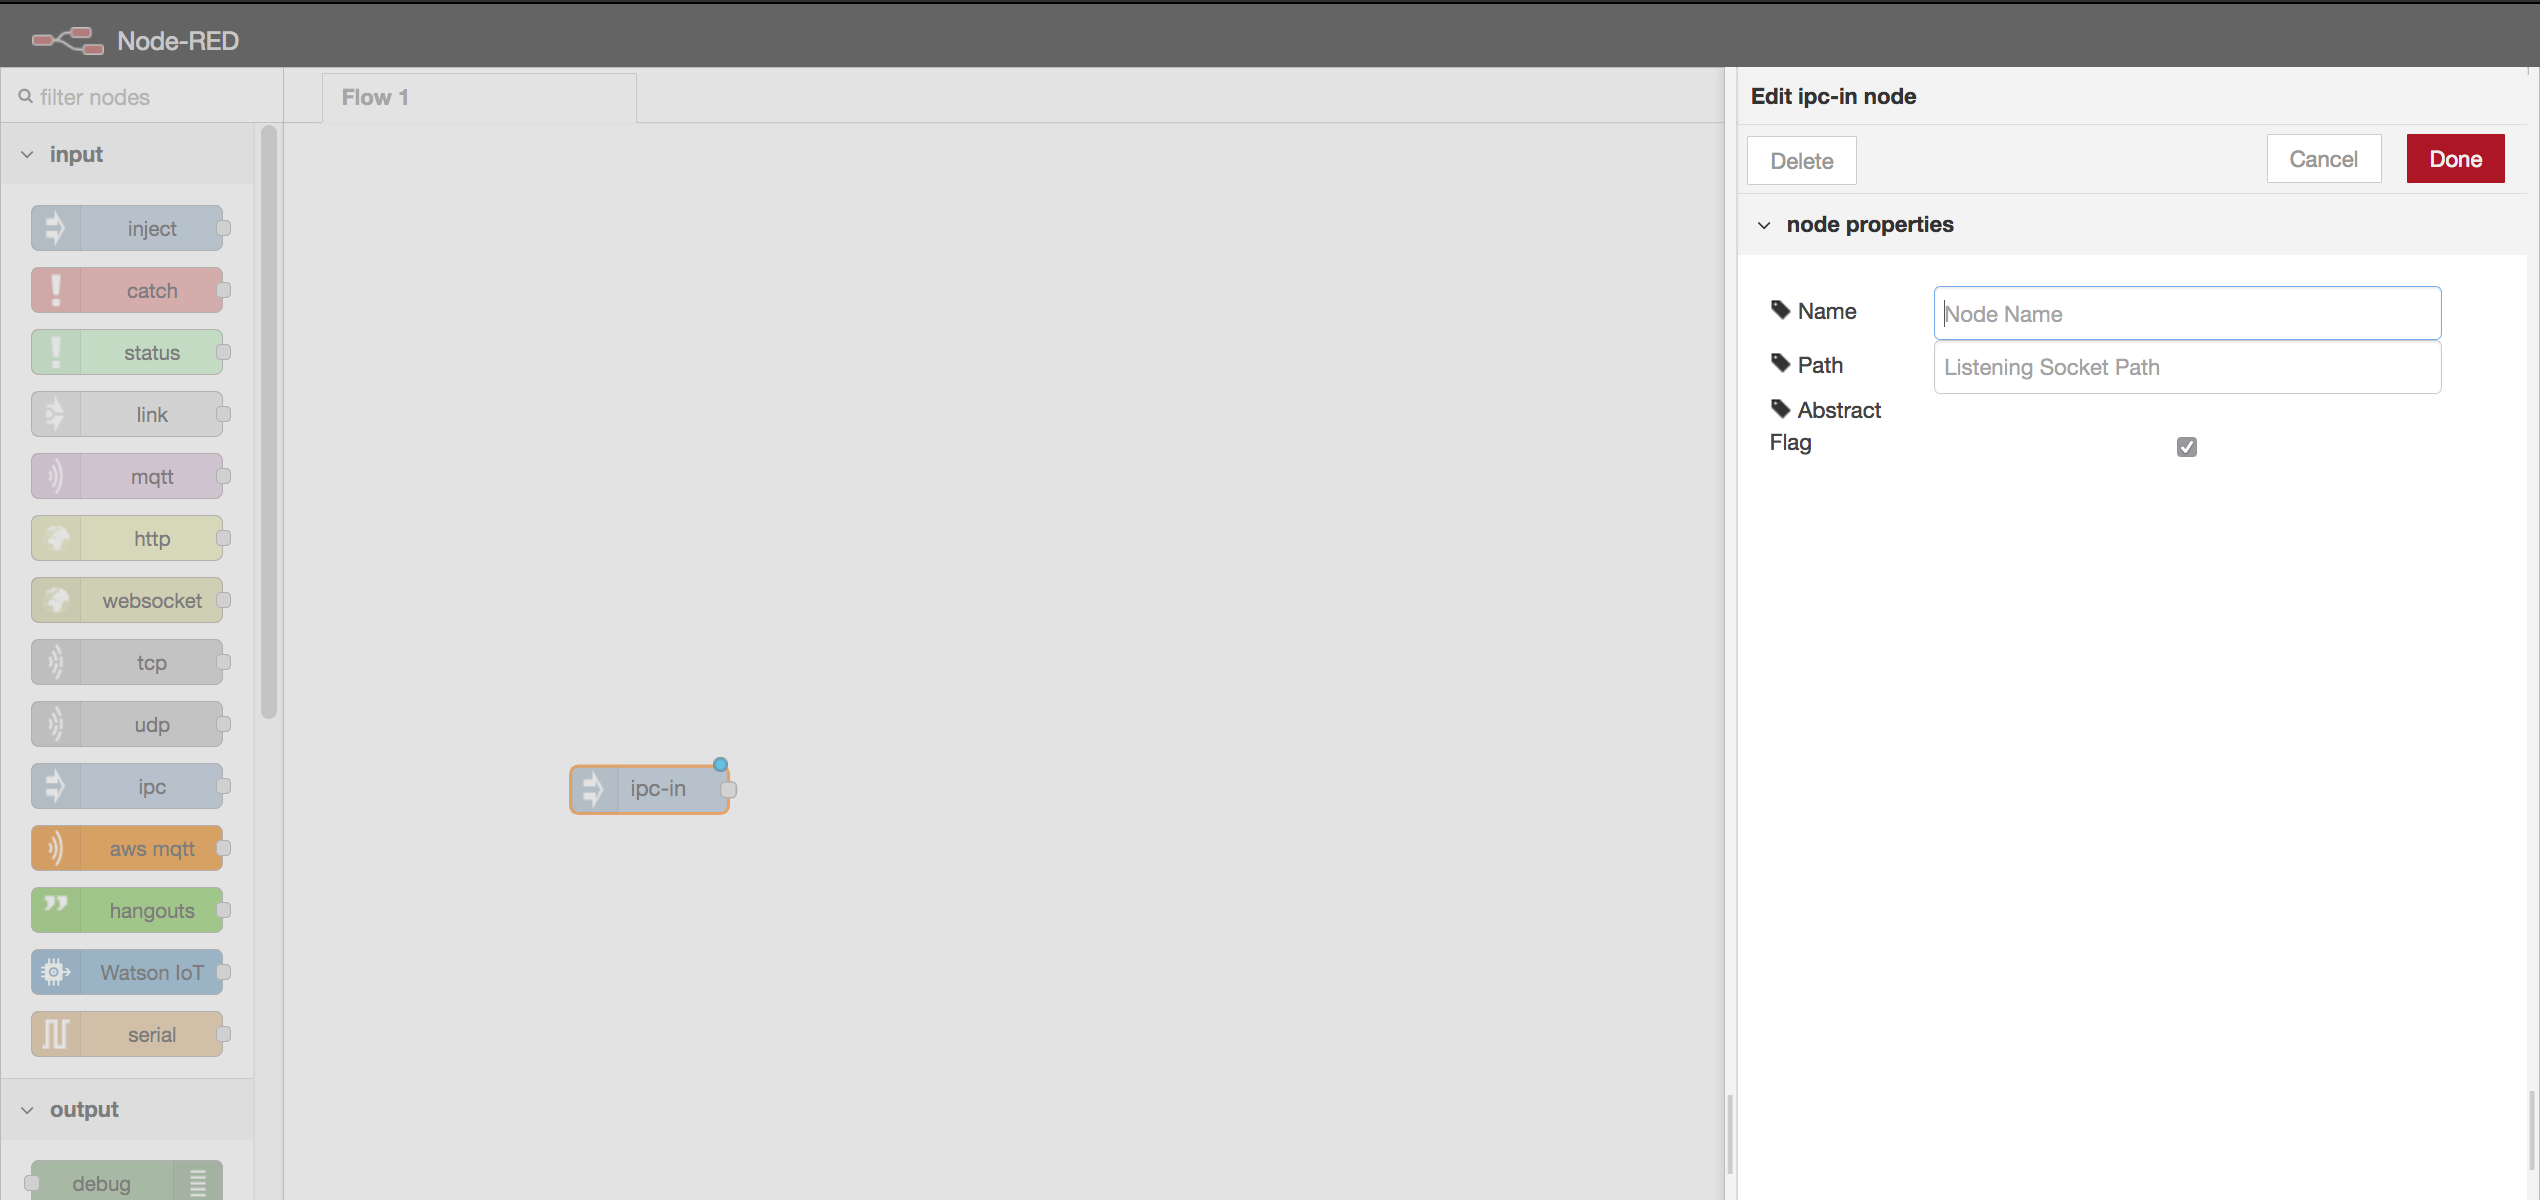 Node-RED
filter nodes
input
inject
catch
status
link
mqtt
http
websocket
tcp
udp
ipc
aws mqtt
hangouts
Watson IoT
serial
output
debug
Flow 1
ipc-in
Edit ipc-in node
Delete
Cancel
Done
node properties
Name
Node Name
Path
Listening Socket Path
Abstract
Flag